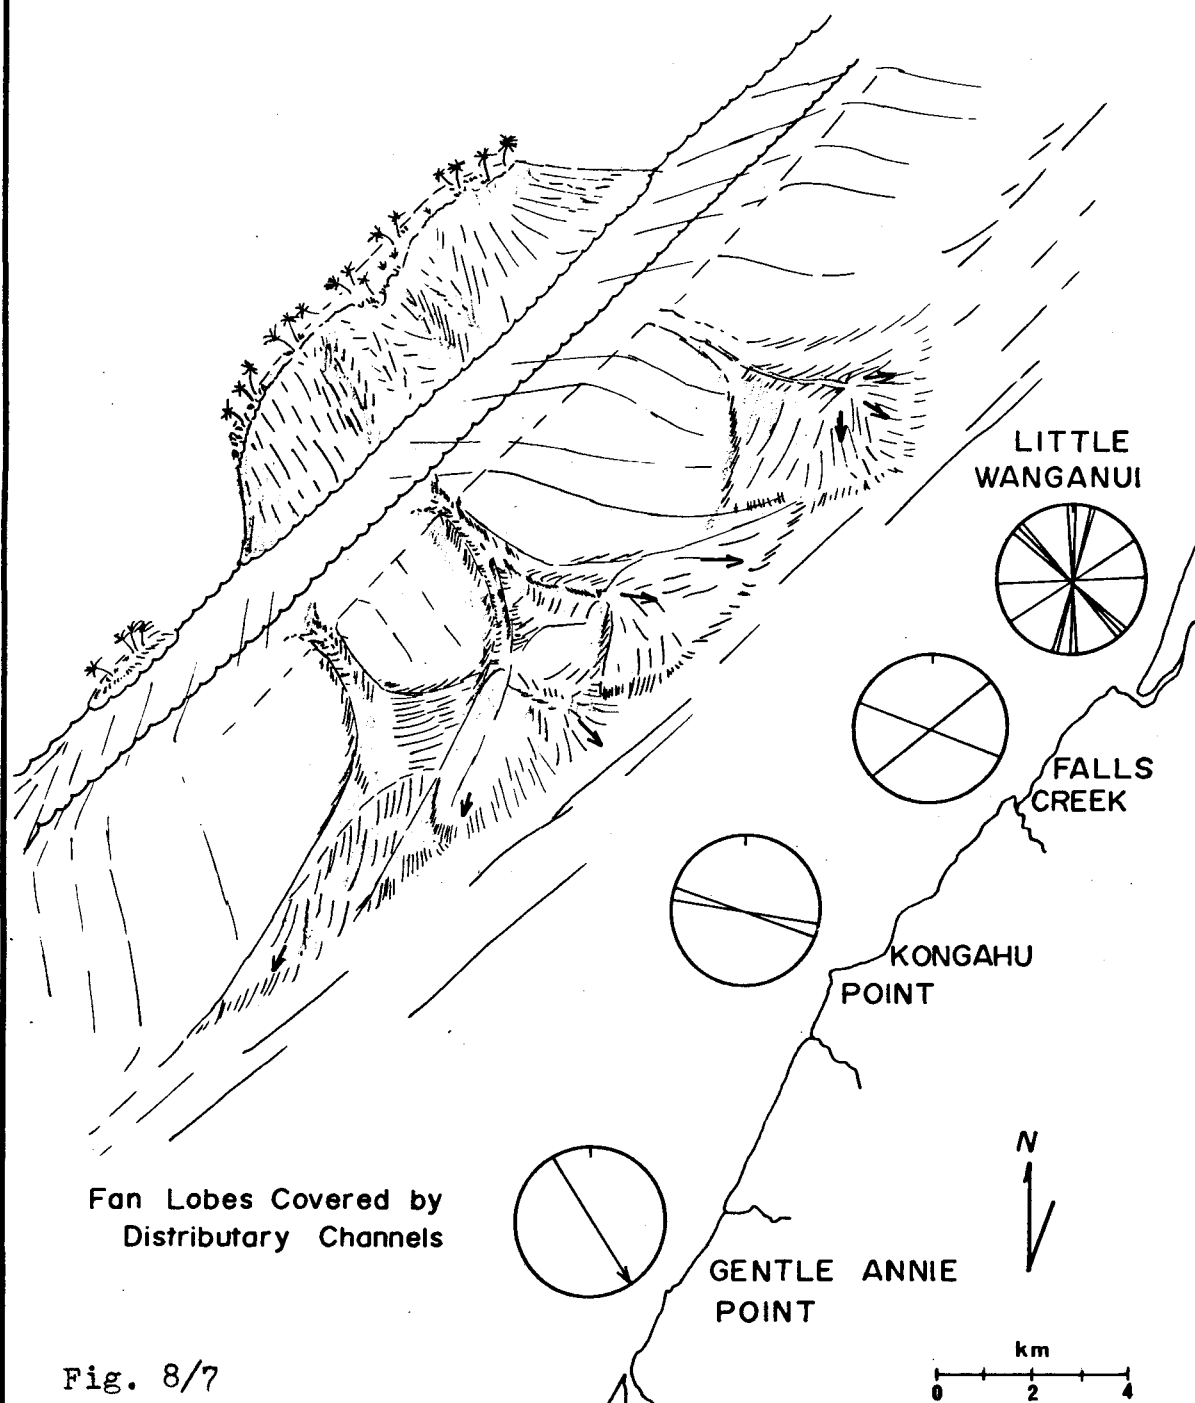 LITTLE
WANGANUI
FALLS
CREEK
KONGAHU
POINT
N
Fan Lobes Covered by
Distributary Channels
GENTLE ANNIE
POINT
km
0 2 4
Fig. 8/7